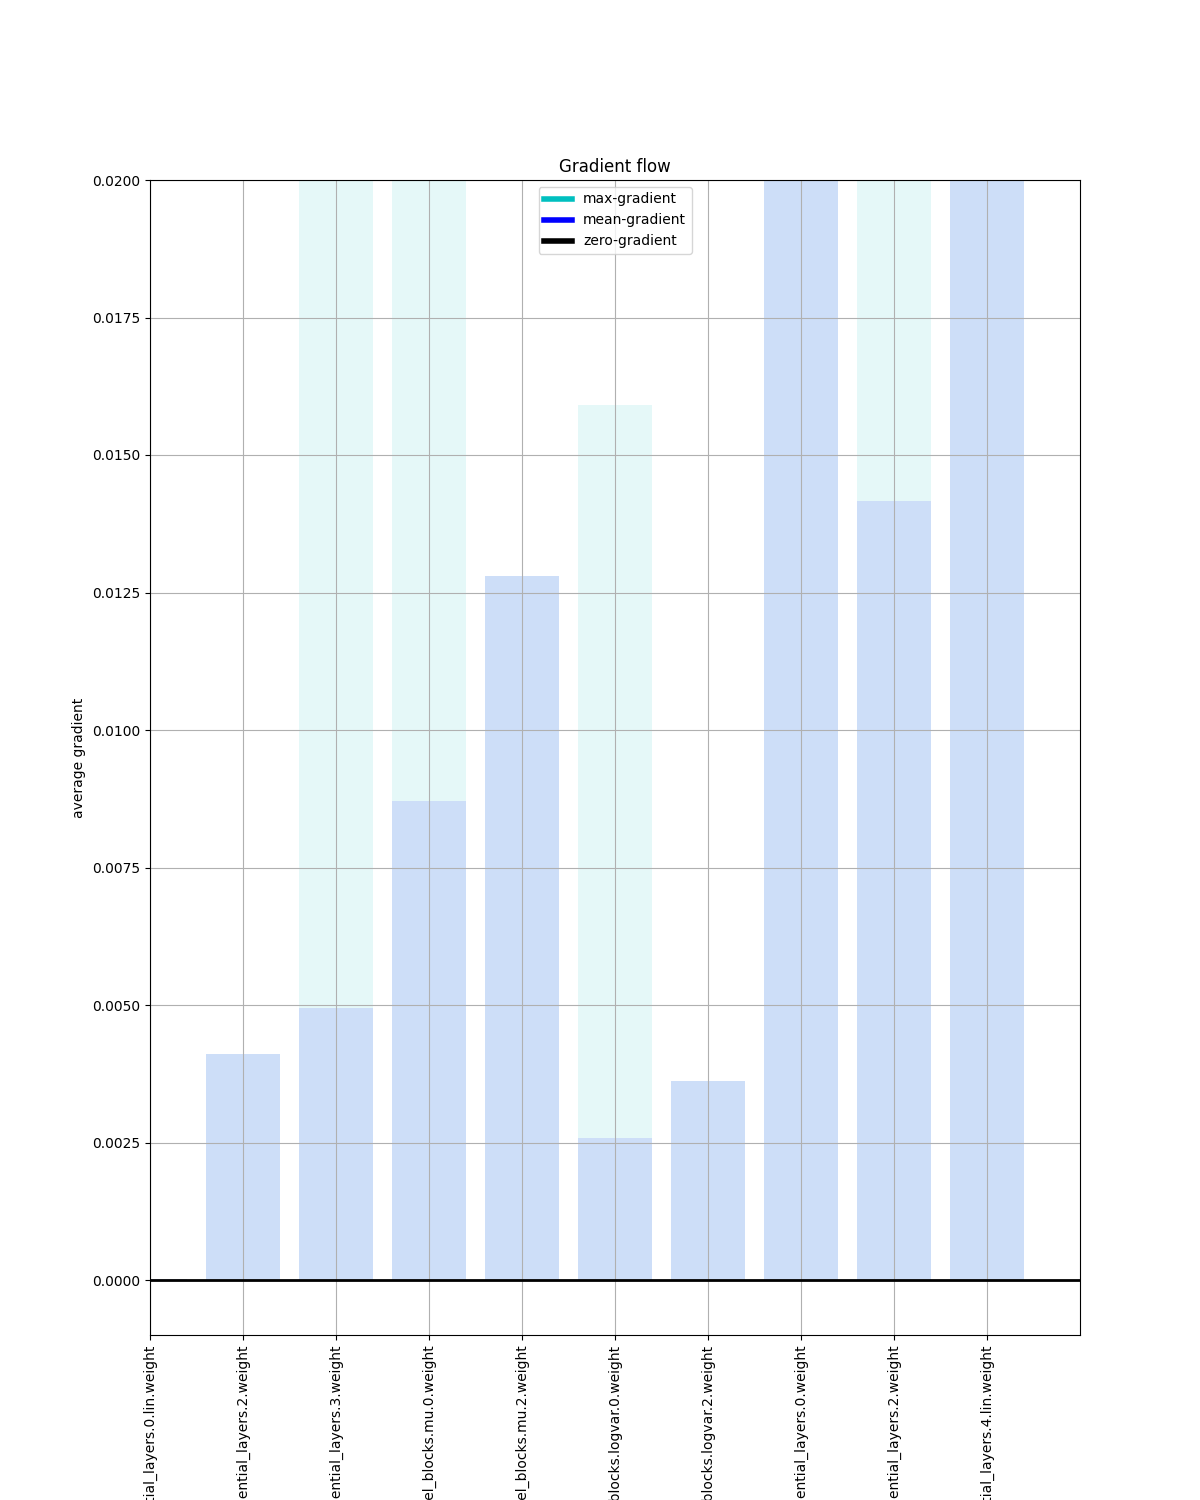 Gradient flow
max-gradient
mean-gradient
zero-gradient
0.0200
0.0175
0.0150
0.0125
0.0100
0.0075
0.0050
0.0025
0.0000
average gradient
tial_layers.0.lin.weight
ential_layers.2.weight
ential_layers.3.weight
el_blocks.mu.0.weight
el_blocks.mu.2.weight
blocks.logvar.0.weight
blocks.logvar.2.weight
ential_layers.0.weight
ential_layers.2.weight
tial_layers.4.lin.weight